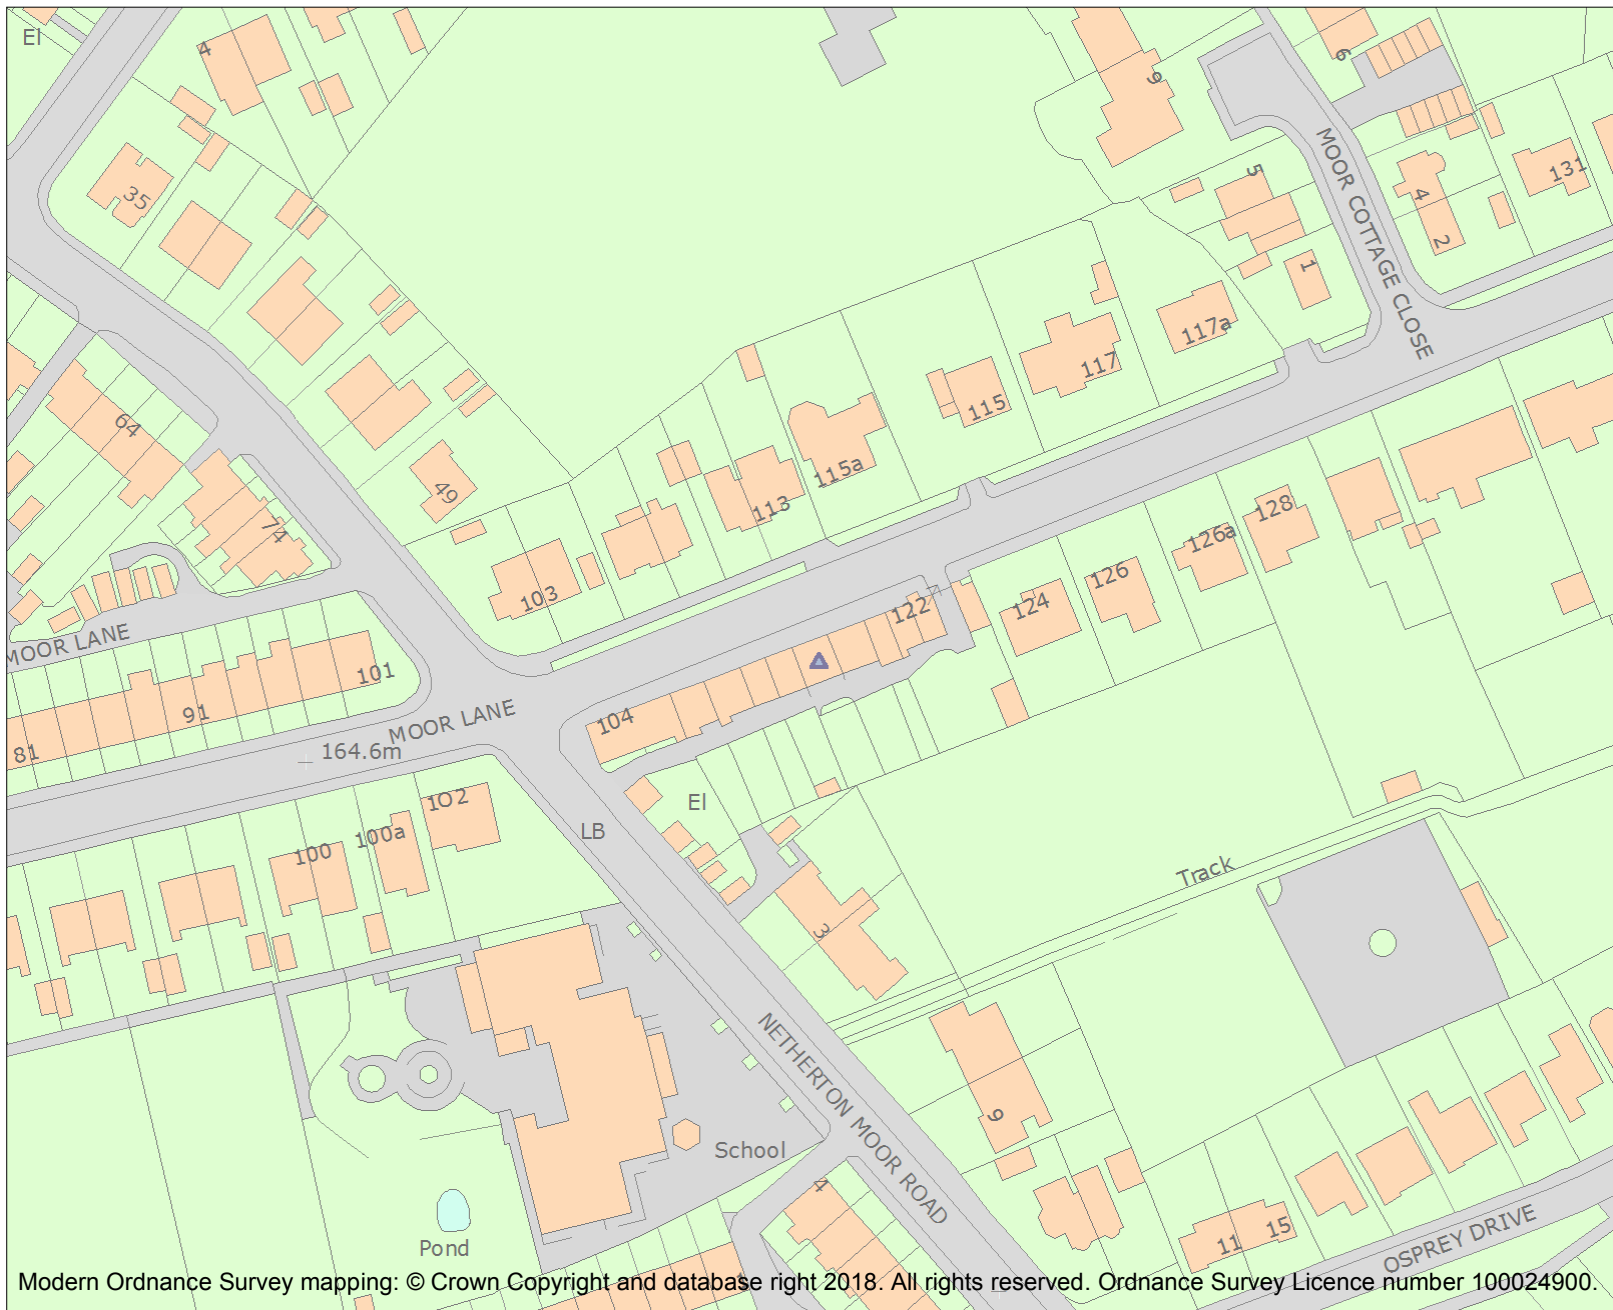 El
4
9
6
MOOR COTTAGE CLOSE
5
131
35
4
2
1
117a
117
115
64
115a
49
113
74
128
126a
126
103
124
122
MOOR LANE
101
91
104
MOOR LANE
81
164.6m
102
El
LB
100a
100
Track
3
NETHERTON MOOR ROAD
9
School
4
11
15
OSPREY DRIVE
Pond
Modern Ordnance Survey mapping: © Crown Copyright and database right 2018. All rights reserved. Ordnance Survey Licence number 100024900.